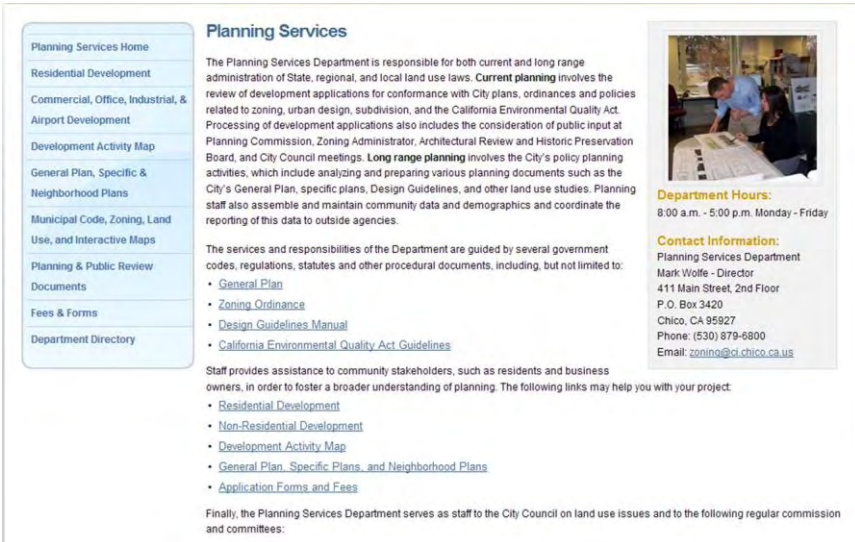 Planning Services Home
Residential Development
Commercial, Office, Industrial, &
Airport Development
Development Activity Map
General Plan, Specific &
Neighborhood Plans
Municipal Code, Zoning, Land
Use, and Interactive Maps
Planning & Public Review
Documents
Fees & Forms
Department Directory
Planning Services
The Planning Services Department is responsible for both current and long range
administration of State, regional, and local land use laws. Current planning involves the
review of development applications for conformance with City plans, ordinances and policies
related to zoning, urban design, subdivision, and the California Environmental Quality Act.
Processing of development applications also includes the consideration of public input at
Planning Commission, Zoning Administrator, Architectural Review and Historic Preservation
Board, and City Council meetings. Long range planning involves the City's policy planning
activities, which include analyzing and preparing various planning documents such as the
City's General Plan, specific plans, Design Guidelines, and other land use studies. Planning
staff also assemble and maintain community data and demographics and coordinate the
reporting of this data to outside agencies.
The services and responsibilities of the Department are guided by several government
codes, regulations, statutes and other procedural documents, including, but not limited to:
• General Plan
• Zoning Ordinance
• Design Guidelines Manual
• California Environmental Quality Act Guidelines
Staff provides assistance to community stakeholders, such as residents and business
owners, in order to foster a broader understanding of planning. The following links may help you with your project:
• Residential Development
• Non-Residential Development
• Development Activity Map
• General Plan, Specific Plans, and Neighborhood Plans
• Application Forms and Fees
Finally, the Planning Services Department serves as staff to the City Council on land use issues and to the following regular commission
and committees:
Department Hours:
8:00 a.m. - 5:00 p.m. Monday - Friday
Contact Information:
Planning Services Department
Mark Wolfe - Director
411 Main Street, 2nd Floor
P.O. Box 3420
Chico, CA 95927
Phone: (530) 879-6800
Email: zoning@ci.chico.ca.us